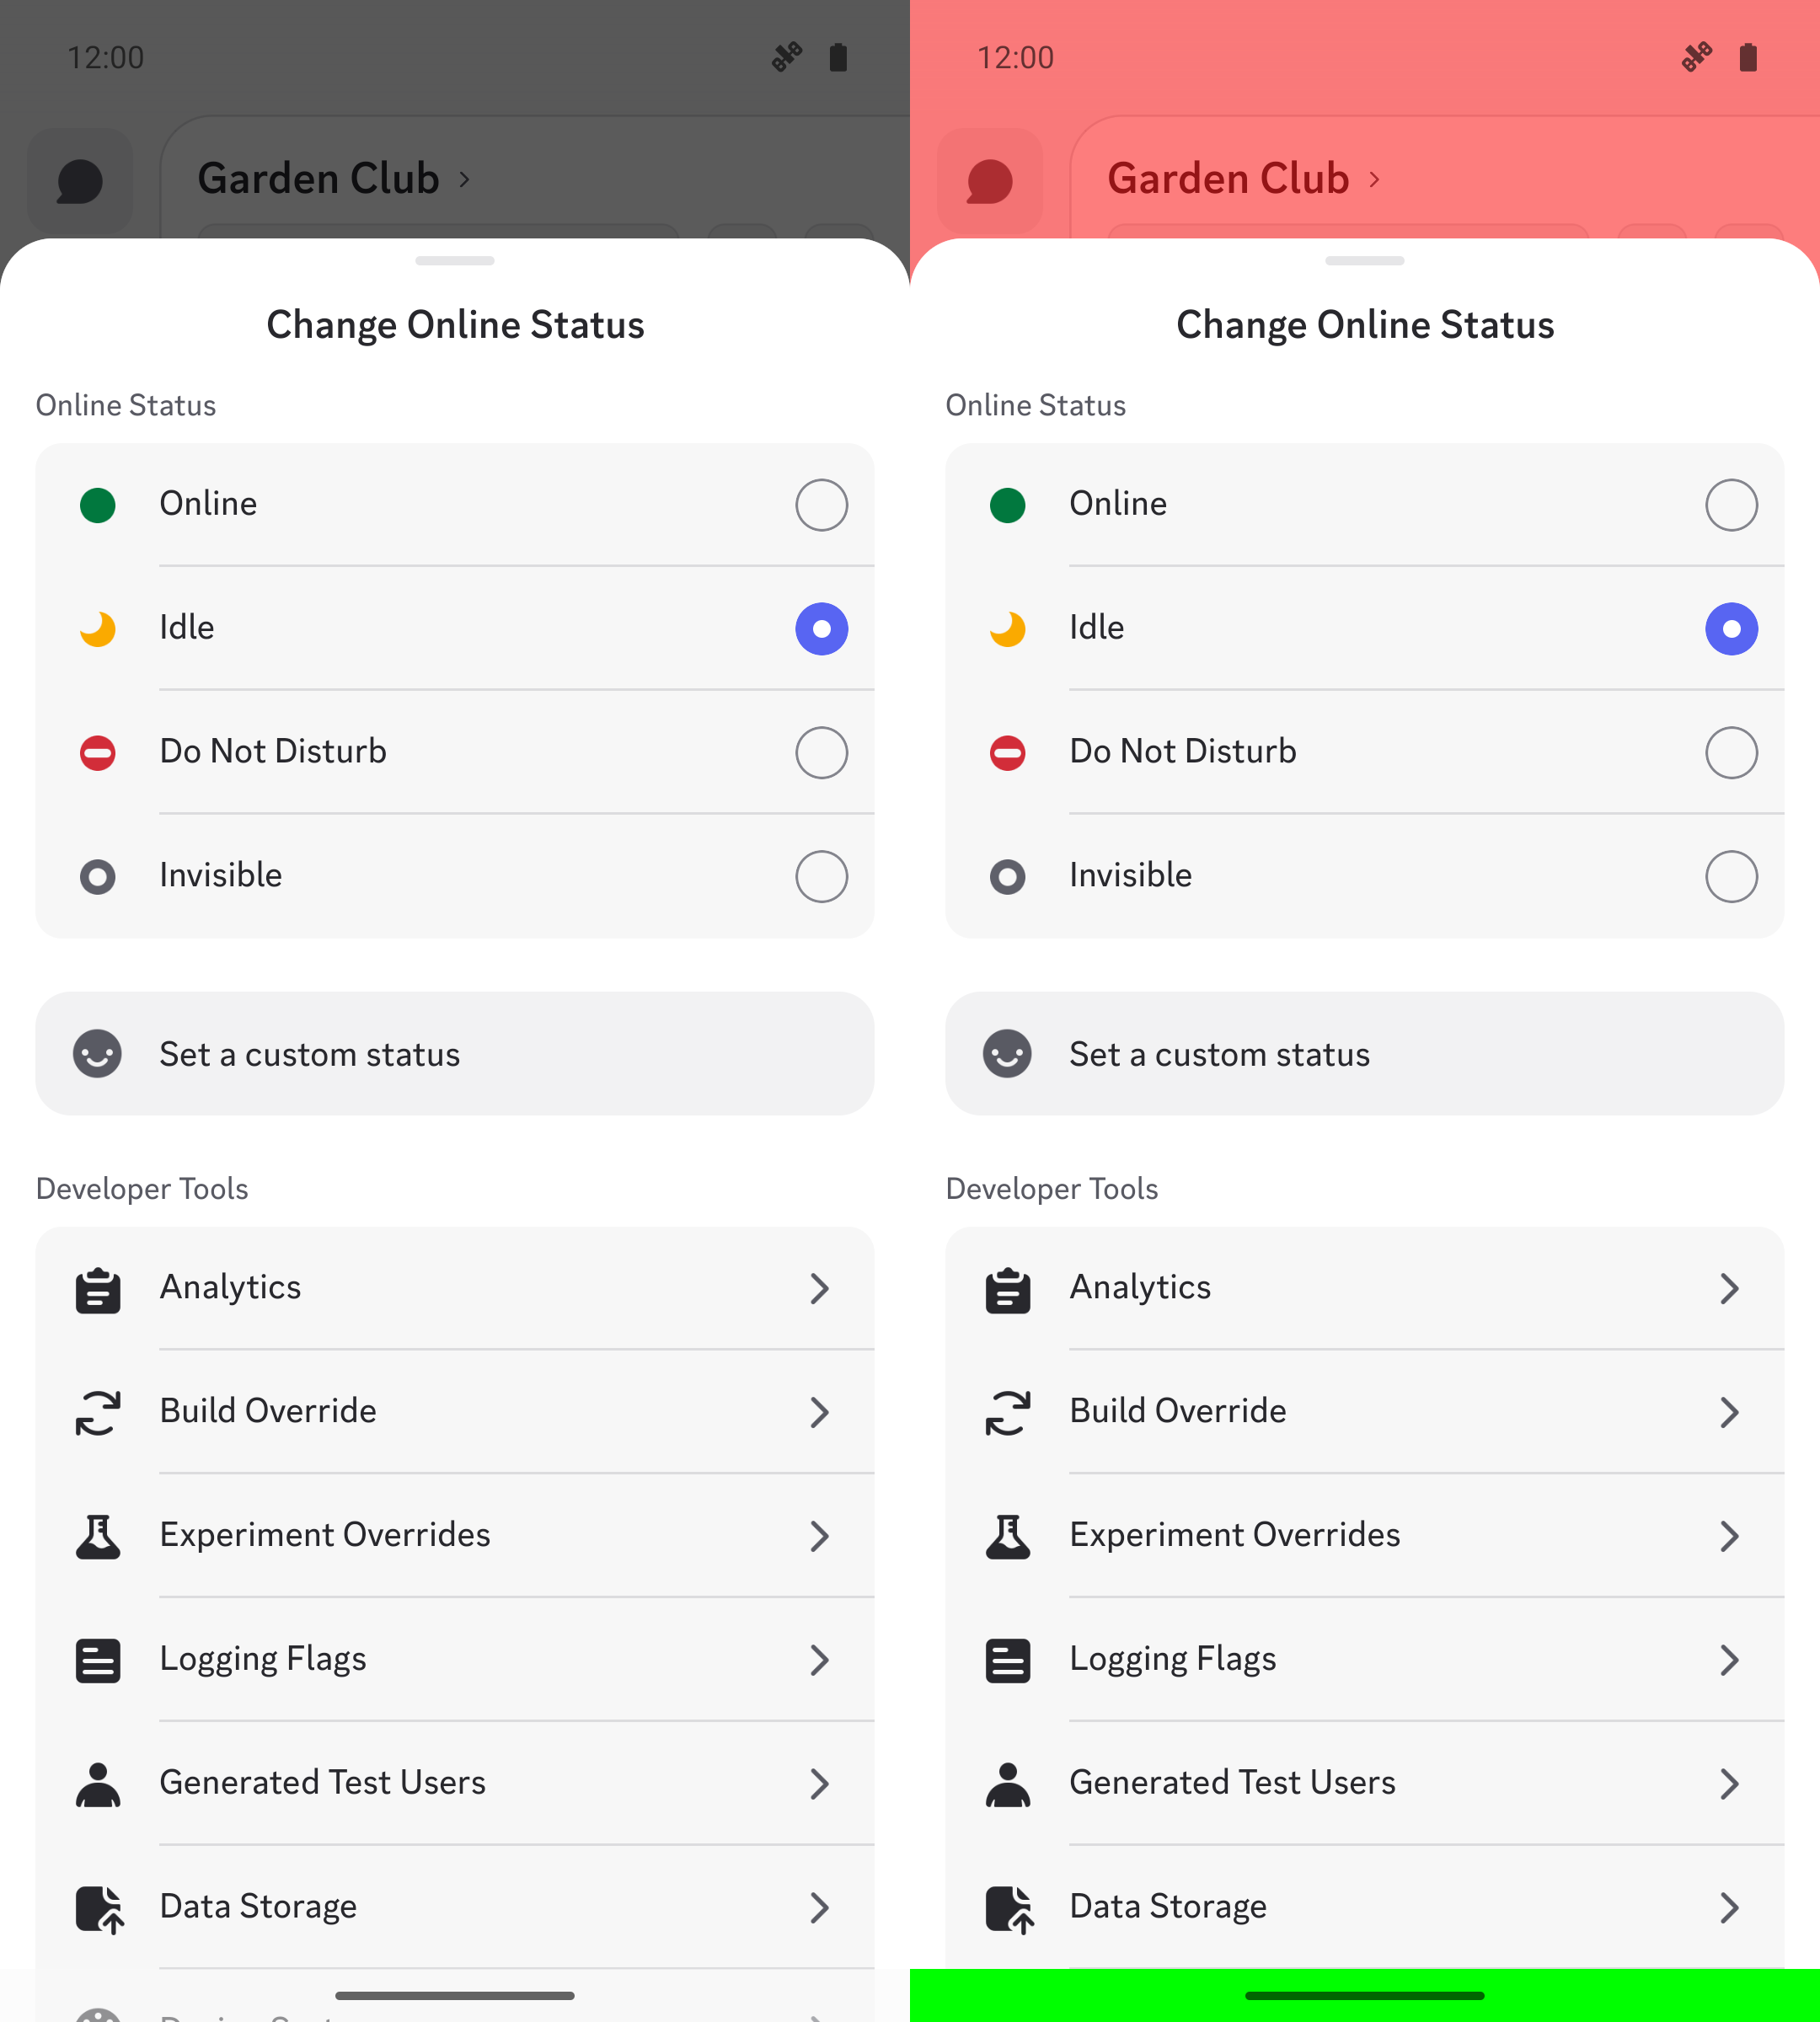 12:00
Garden Club
Change Online Status
Online Status
Online
Idle
Do Not Disturb
Invisible
Set a custom status
Developer Tools
Analytics
Build Override
Experiment Overrides
Logging Flags
Generated Test Users
Data Storage
12:00
Garden Club
Change Online Status
Online Status
Online
Idle
Do Not Disturb
Invisible
Set a custom status
Developer Tools
Analytics
Build Override
Experiment Overrides
Logging Flags
Generated Test Users
Data Storage